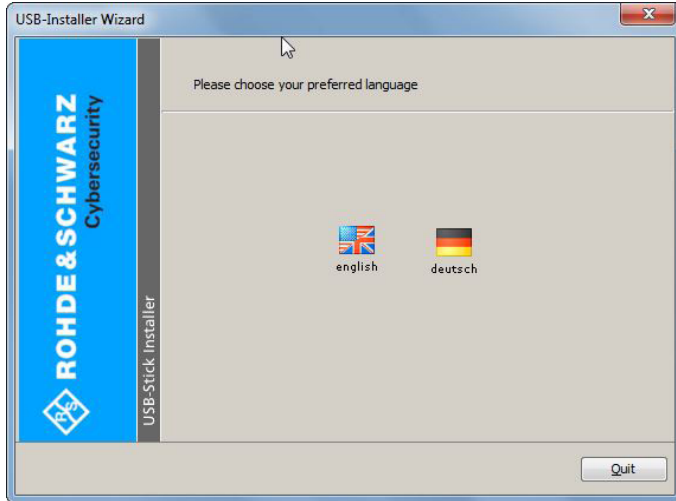 USB-Installer Wizard
Please choose your preferred language
ROHDE & SCHWARZ
Cybersecurity
R S
USB-Stick Installer
english
deutsch
Quit